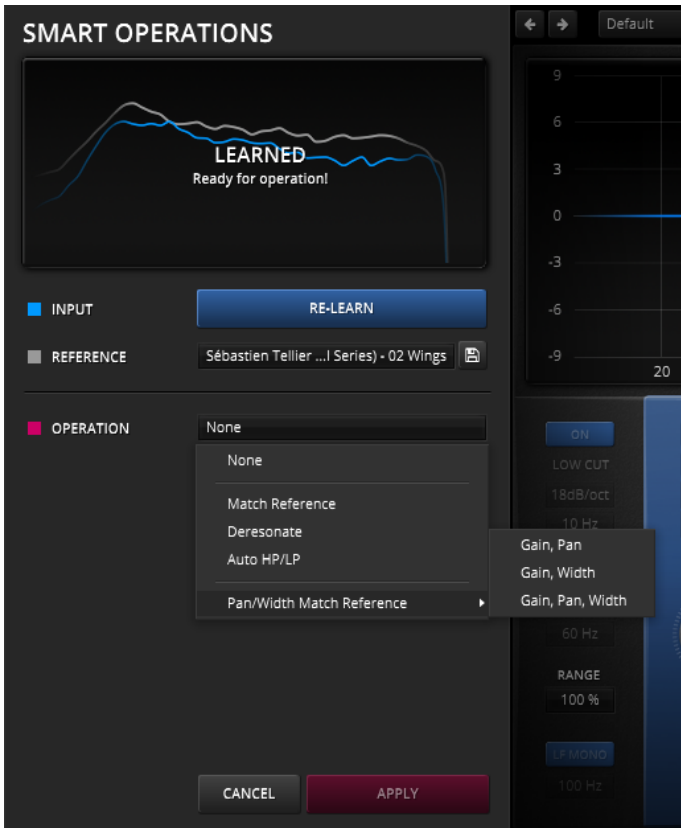 SMART OPERATIONS
LEARNED
Ready for operation!
INPUT
RE-LEARN
REFERENCE
Sébastien Tellier ...l Series) - 02 Wings
OPERATION
None
None
Match Reference
Deresonate
Auto HP/LP
Pan/Width Match Reference
Gain, Pan
Gain, Width
Gain, Pan, Width
CANCEL
APPLY
Default
9
6
3
0
-3
-6
-9
20
ON
LOW CUT
18dB/oct
10 Hz
60 Hz
RANGE
100 %
LF MONO
100 Hz